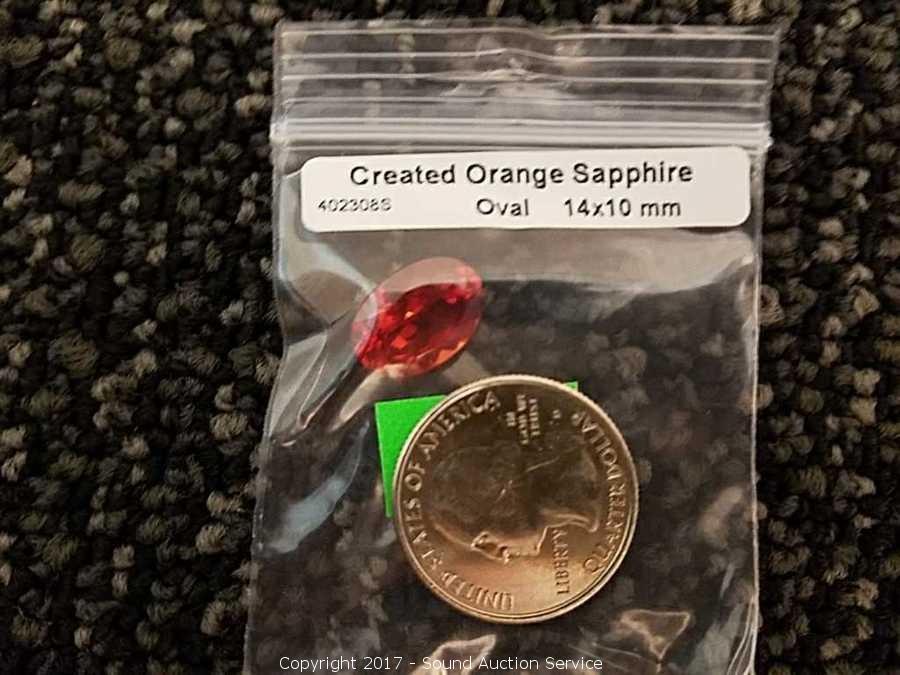 Created Orange Sapphire
402308S Oval 14x10 mm
UNITED STATES OF AMERICA
LIBERTY
QUARTER DOLLAR
IN GOD WE TRUST
Copyright 2017 - Sound Auction Service